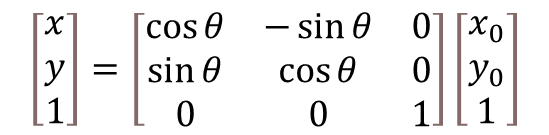 [x] [cos θ − sin θ 0] [x₀]
[y] = [sin θ cos θ 0] [y₀]
[1] [0 0 1] [1]